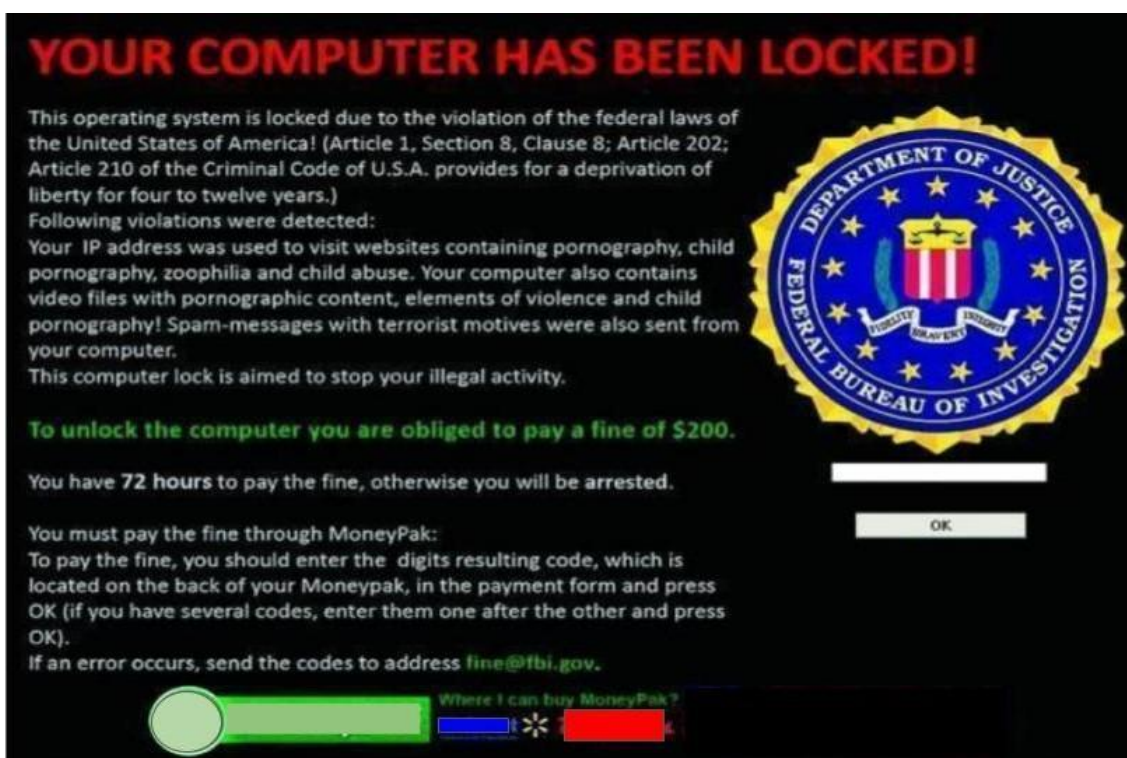 YOUR COMPUTER HAS BEEN LOCKED!
This operating system is locked due to the violation of the federal laws of
the United States of America! (Article 1, Section 8, Clause 8; Article 202;
Article 210 of the Criminal Code of U.S.A. provides for a deprivation of
liberty for four to twelve years.)
Following violations were detected:
Your IP address was used to visit websites containing pornography, child
pornography, zoophilia and child abuse. Your computer also contains
video files with pornographic content, elements of violence and child
pornography! Spam-messages with terrorist motives were also sent from
your computer.
This computer lock is aimed to stop your illegal activity.
To unlock the computer you are obliged to pay a fine of $200.
You have 72 hours to pay the fine, otherwise you will be arrested.
You must pay the fine through MoneyPak:
To pay the fine, you should enter the digits resulting code, which is
located on the back of your Moneypak, in the payment form and press
OK (if you have several codes, enter them one after the other and press
OK).
If an error occurs, send the codes to address fine@fbi.gov.
Where I can buy MoneyPak?
DEPARTMENT OF JUSTICE
FEDERAL BUREAU OF INVESTIGATION
FIDELITY BRAVERY INTEGRITY
OK